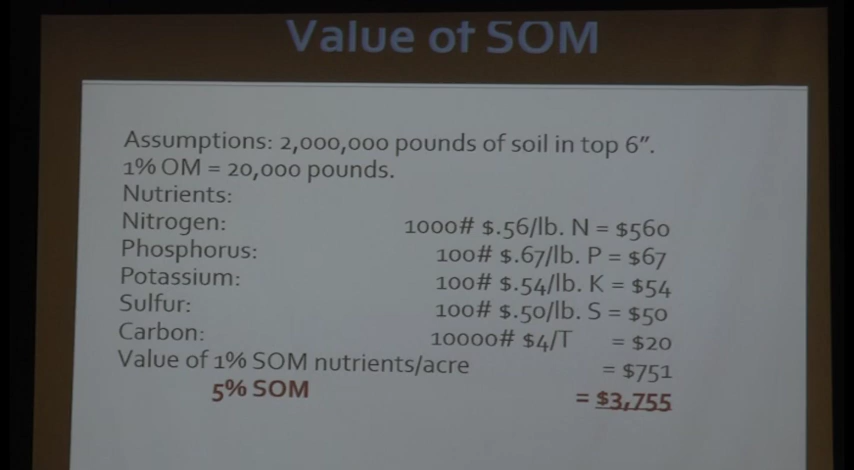 Value of SOM
Assumptions: 2,000,000 pounds of soil in top 6”.
1% OM = 20,000 pounds.
Nutrients:
Nitrogen: 1000# $.56/lb. N = $560
Phosphorus: 100# $.67/lb. P = $67
Potassium: 100# $.54/lb. K = $54
Sulfur: 100# $.50/lb. S = $50
Carbon: 10000# $4/T = $20
Value of 1% SOM nutrients/acre = $751
5% SOM = $3,755